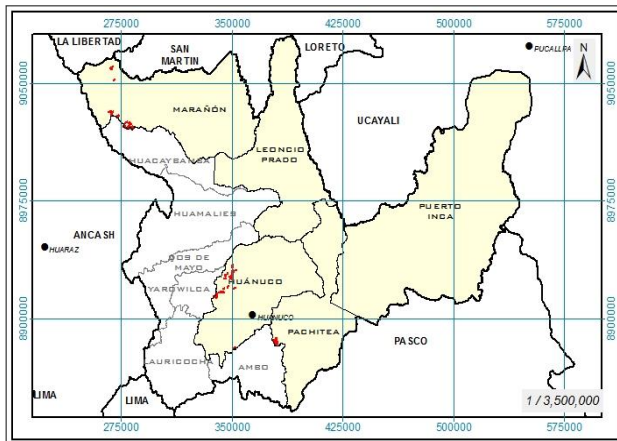 275000 350000 425000 500000 575000
LA LIBERTAD
SAN
MARTIN
LORETO
PUCALLPA
N
9050000
9050000
MARAÑÓN
UCAYALI
LEONCIO
PRADO
HUACAYBAMBA
8975000
8975000
PUERTO
INCA
HUAMALIES
ANCASH
HUARAZ
DOS DE
MAYO
HUÁNUCO
YAROWILCA
HUANUCO
8900000
8900000
PACHITEA
PASCO
LAURICOCHA
AMBO
LIMA
LIMA
1 / 3,500,000
275000 350000 425000 500000 575000